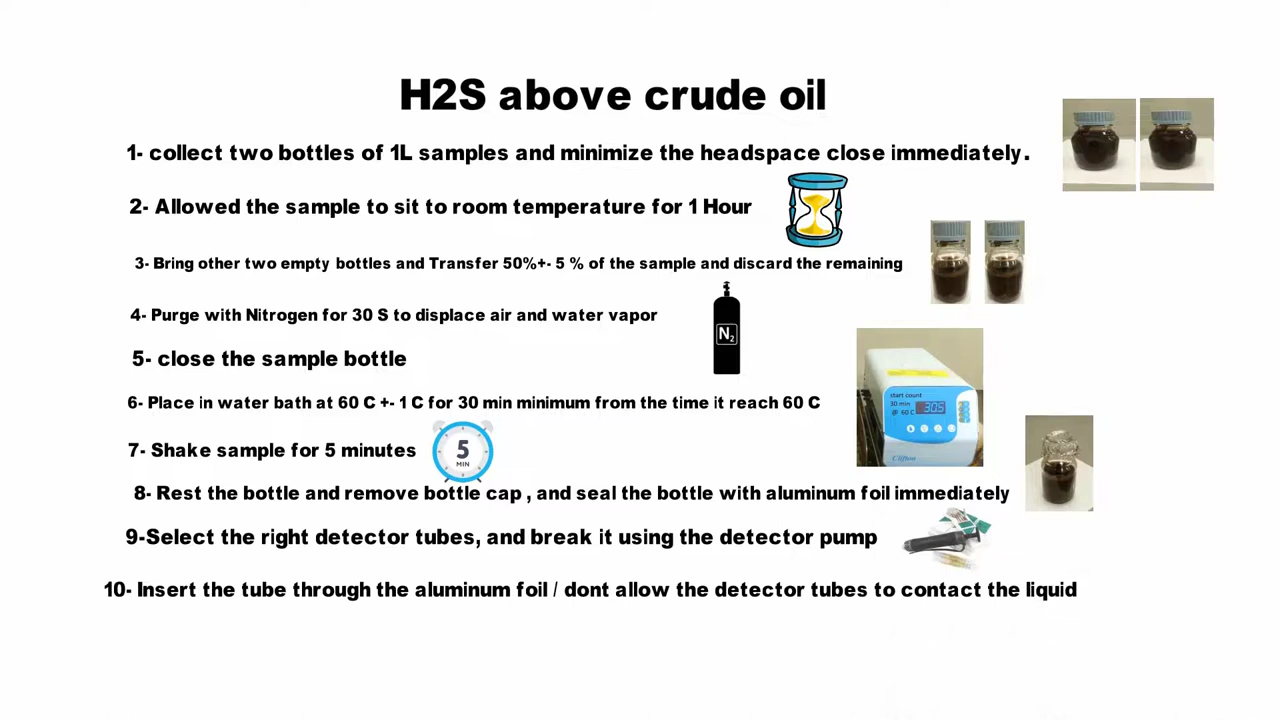 H2S above crude oil
1- collect two bottles of 1L samples and minimize the headspace close immediately.
2- Allowed the sample to sit to room temperature for 1 Hour
3- Bring other two empty bottles and Transfer 50%+- 5 % of the sample and discard the remaining
4- Purge with Nitrogen for 30 S to displace air and water vapor
N2
5- close the sample bottle
start count
30 min
@ 60 C
305
Clifton
6- Place in water bath at 60 C +- 1 C for 30 min minimum from the time it reach 60 C
7- Shake sample for 5 minutes
5
MIN
8- Rest the bottle and remove bottle cap , and seal the bottle with aluminum foil immediately
9-Select the right detector tubes, and break it using the detector pump
10- Insert the tube through the aluminum foil / dont allow the detector tubes to contact the liquid